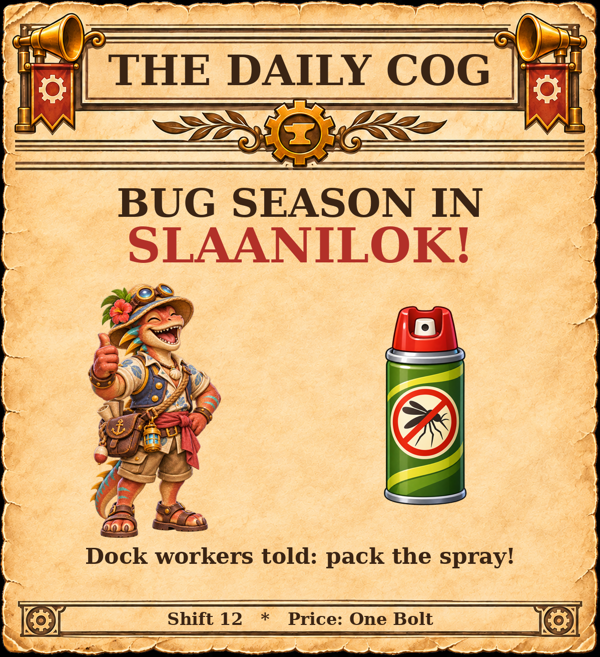 THE DAILY COG
BUG SEASON IN
SLAANILOK!
Dock workers told: pack the spray!
Shift 12 * Price: One Bolt